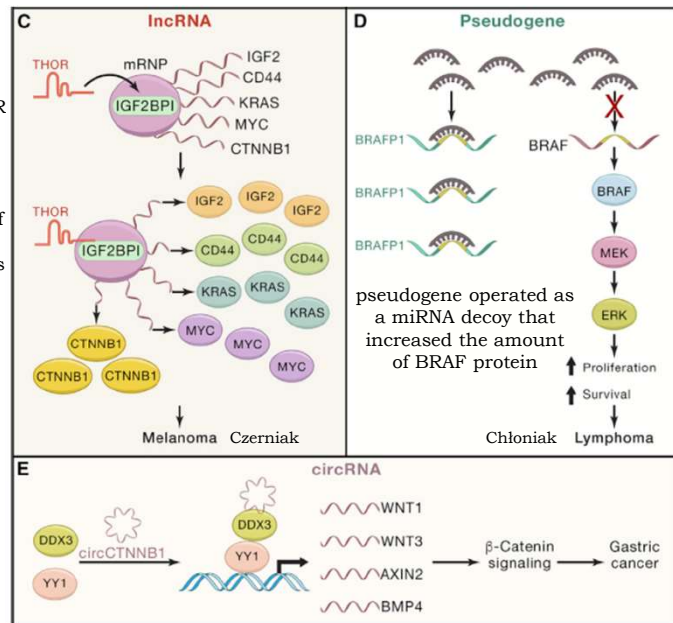 R
f
s
C lncRNA
THOR
mRNP
IGF2BPI
IGF2
CD44
KRAS
MYC
CTNNB1
THOR
IGF2BPI
IGF2
IGF2
IGF2
CD44
CD44
CD44
KRAS
KRAS
KRAS
MYC
MYC
MYC
CTNNB1
CTNNB1
CTNNB1
Melanoma Czerniak
D Pseudogene
BRAFP1
BRAFP1
BRAFP1
pseudogene operated as
a miRNA decoy that
increased the amount
of BRAF protein
X
BRAF
BRAF
MEK
ERK
Proliferation
Survival
Chłoniak Lymphoma
E circRNA
DDX3
YY1
circCTNNB1
DDX3
YY1
WNT1
WNT3
AXIN2
BMP4
β-Catenin
signaling
Gastric
cancer